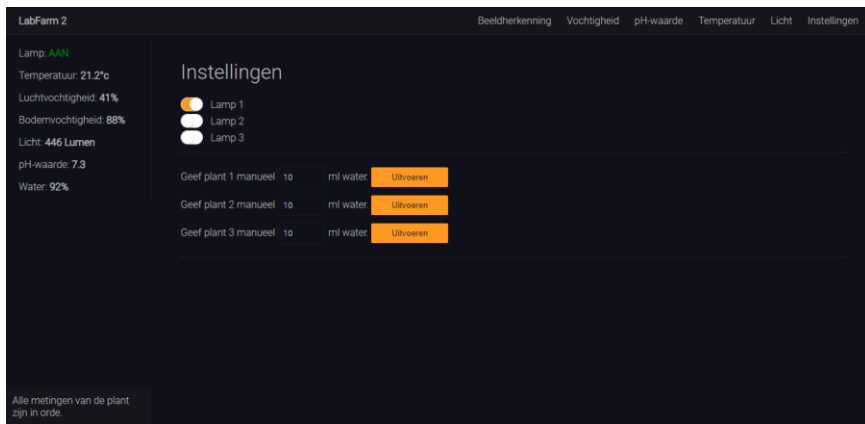 LabFarm 2
Beeldherkenning Vochtigheid pH-waarde Temperatuur Licht Instellingen
Lamp: AAN
Temperatuur: 21.2°c
Luchtvochtigheid: 41%
Bodemvochtigheid: 88%
Licht: 446 Lumen
pH-waarde: 7.3
Water: 92%
Instellingen
Lamp 1
Lamp 2
Lamp 3
Geef plant 1 manueel 10 ml water. Uitvoeren
Geef plant 2 manueel 10 ml water. Uitvoeren
Geef plant 3 manueel 10 ml water. Uitvoeren
Alle metingen van de plant
zijn in orde.